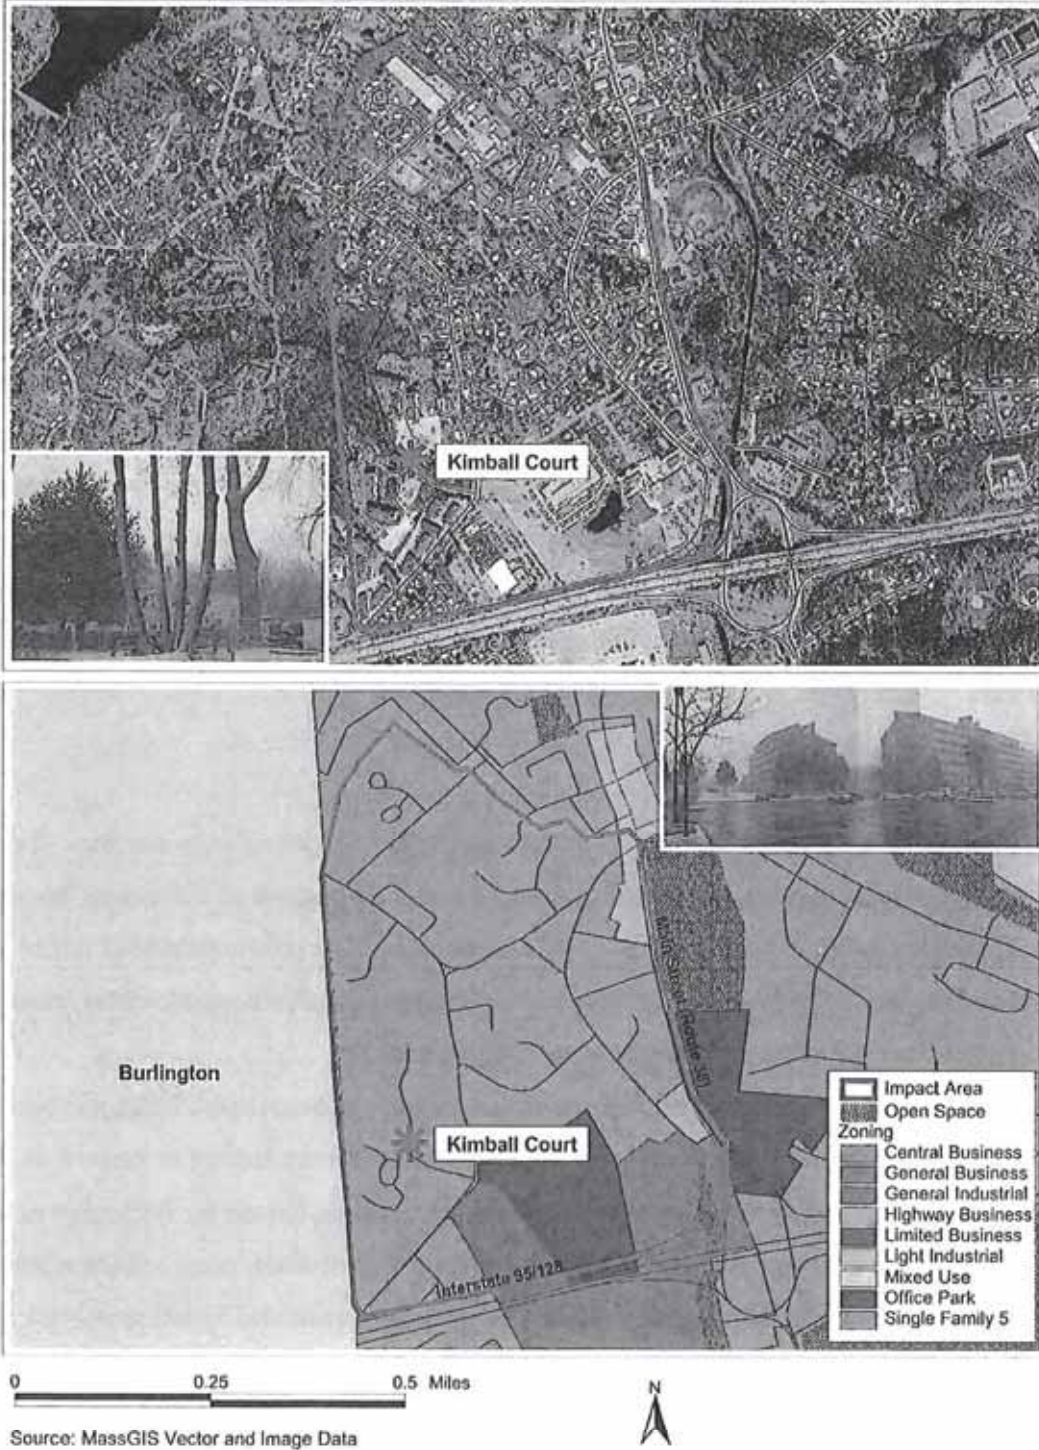 Kimball Court
Main Street (Route 38)
Burlington
Kimball Court
Interstate 95/128
Impact Area
Open Space
Zoning
Central Business
General Business
General Industrial
Highway Business
Limited Business
Light Industrial
Mixed Use
Office Park
Single Family 5
0 0.25 0.5 Miles
N
Source: MassGIS Vector and Image Data